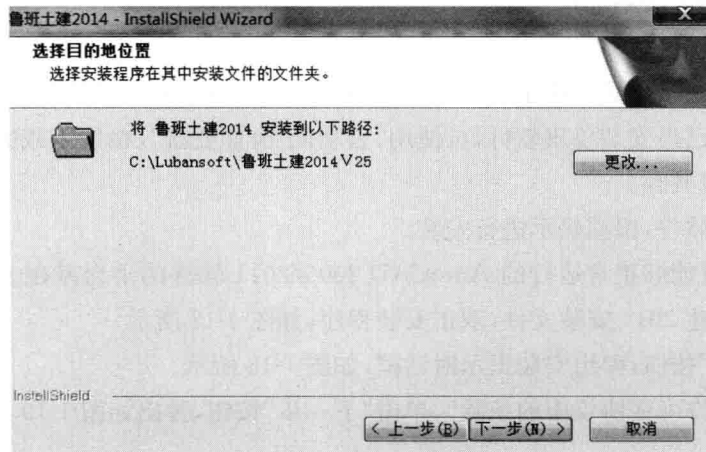 鲁班土建2014 - InstallShield Wizard
X
选择目的地位置
选择安装程序在其中安装文件的文件夹。
将 鲁班土建2014 安装到以下路径:
C:\Lubansoft\鲁班土建2014V25
更改...
InstallShield
< 上一步(B)
下一步(N) >
取消